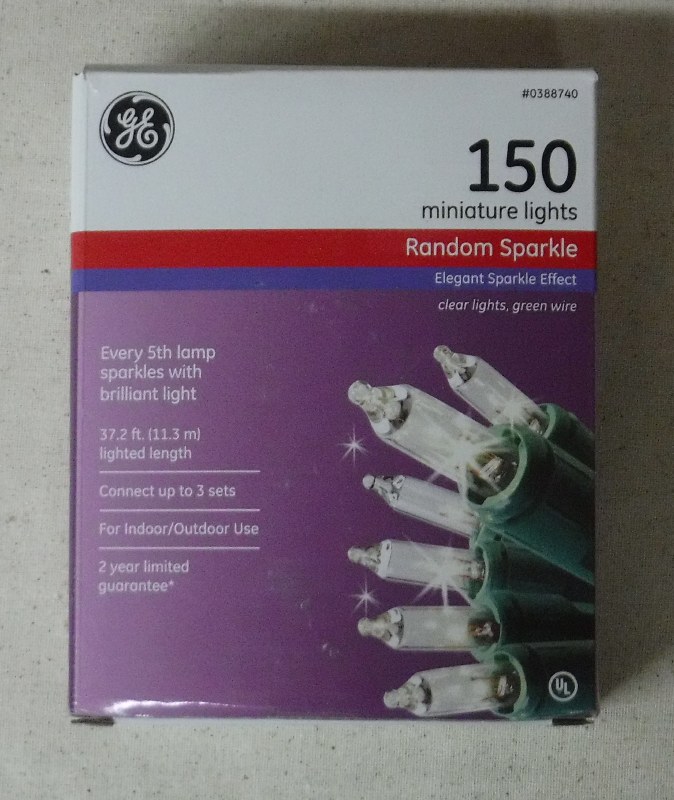 GE
#0388740
150
miniature lights
Random Sparkle
Elegant Sparkle Effect
clear lights, green wire
Every 5th lamp
sparkles with
brilliant light
37.2 ft. (11.3 m)
lighted length
Connect up to 3 sets
For Indoor/Outdoor Use
2 year limited
guarantee*
UL